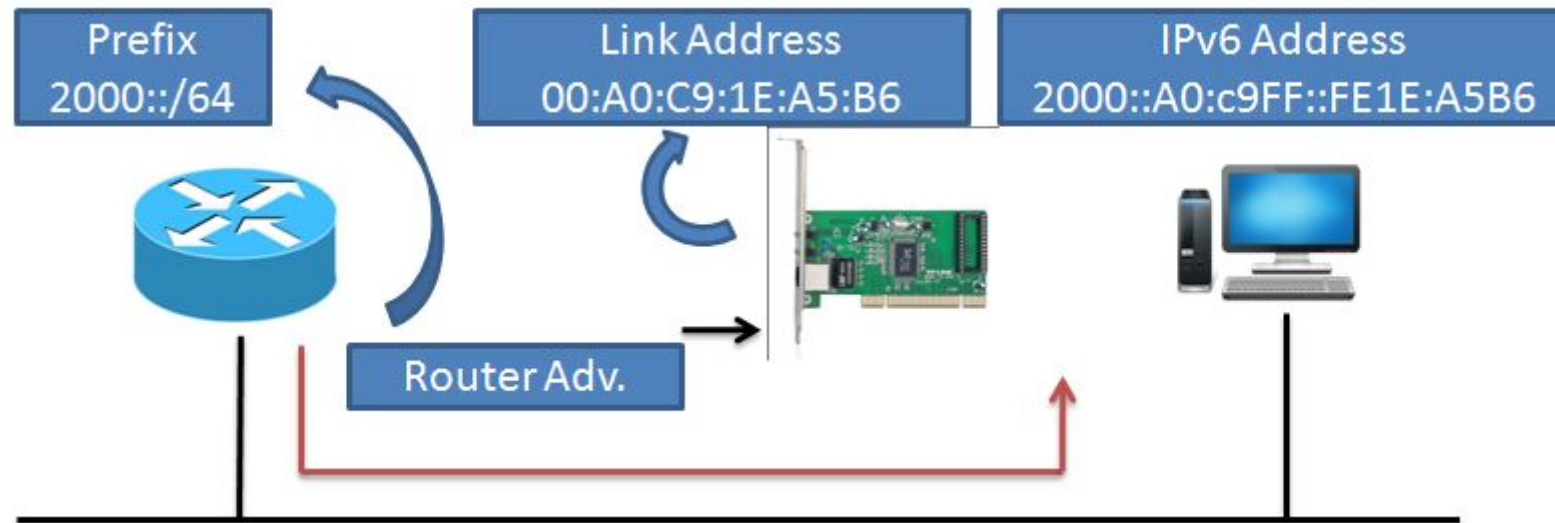 Prefix
2000::/64
Link Address
00:A0:C9:1E:A5:B6
IPv6 Address
2000::A0:c9FF::FE1E:A5B6
Router Adv.